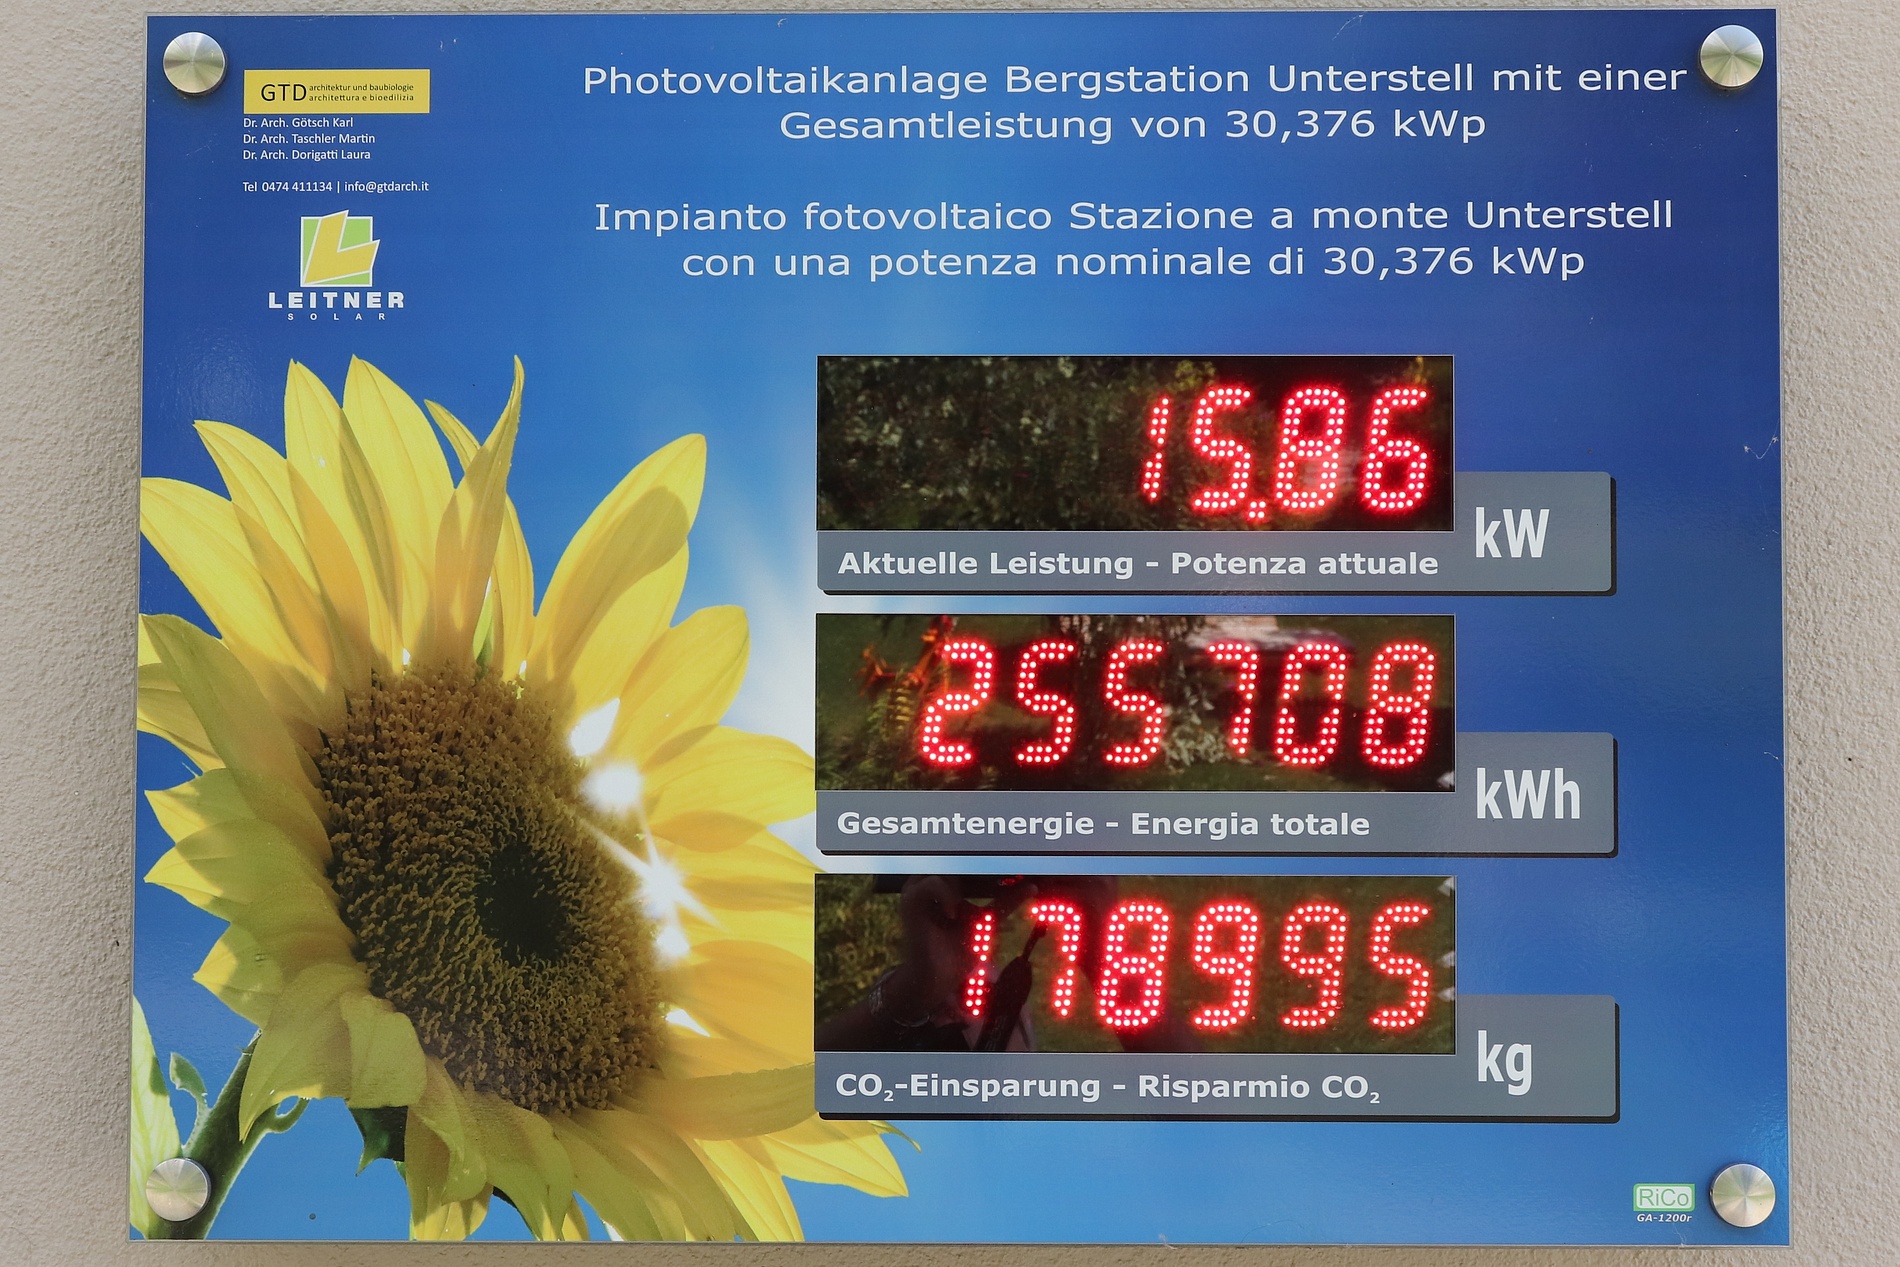 GTD architektur und baubiologie
architettura e bioedilizia
Dr. Arch. Götsch Karl
Dr. Arch. Taschler Martin
Dr. Arch. Dorigatti Laura
Tel 0474 411134 | info@gtdarch.it
LEITNER
SOLAR
Photovoltaikanlage Bergstation Unterstell mit einer
Gesamtleistung von 30,376 kWp
Impianto fotovoltaico Stazione a monte Unterstell
con una potenza nominale di 30,376 kWp
15.86 kW
Aktuelle Leistung - Potenza attuale
255708 kWh
Gesamtenergie - Energia totale
178995 kg
CO₂-Einsparung - Risparmio CO₂
RiCo
GA-1200r